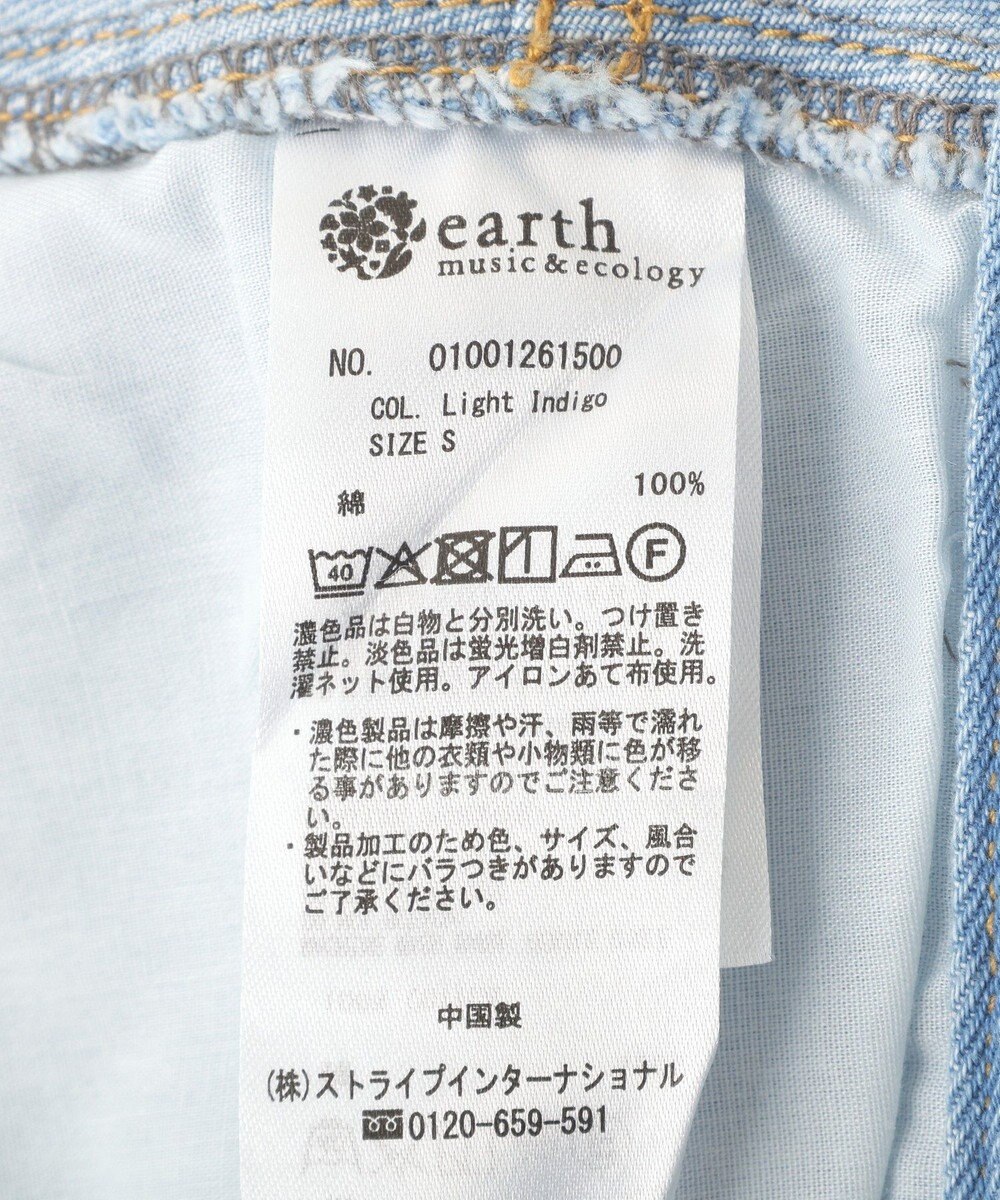 earth
music&ecology
NO. 01001261500
COL. Light Indigo
SIZE S
綿 100%
40 F
濃色品は白物と分別洗い。つけ置き
禁止。淡色品は蛍光増白剤禁止。洗
濯ネット使用。アイロンあて布使用。
・濃色製品は摩擦や汗、雨等で濡れ
た際に他の衣類や小物類に色が移
る事がありますのでご注意くださ
い。
・製品加工のため色、サイズ、風合
いなどにバラつきがありますので
ご了承ください。
中国製
(株)ストライプインターナショナル
0120-659-591